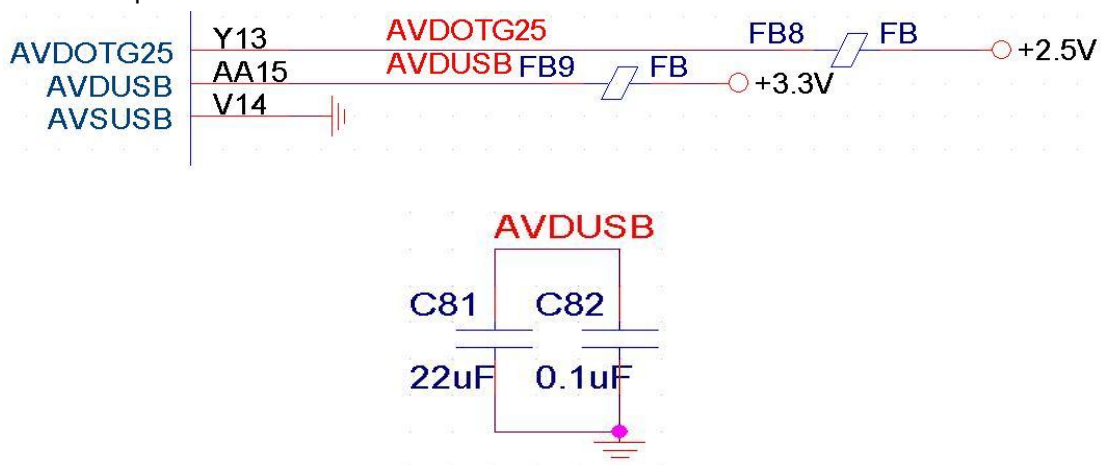 AVDOTG25 Y13 AVDOTG25 FB8 FB +2.5V
AVDUSB AA15 AVDUSB FB9 FB +3.3V
AVSUSB V14
AVDUSB
C81 C82
22uF 0.1uF